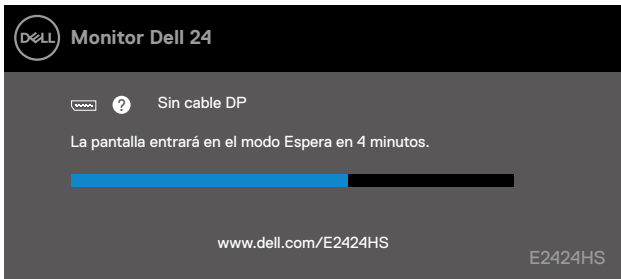 DELL
Monitor Dell 24
? Sin cable DP
La pantalla entrará en el modo Espera en 4 minutos.
www.dell.com/E2424HS
E2424HS